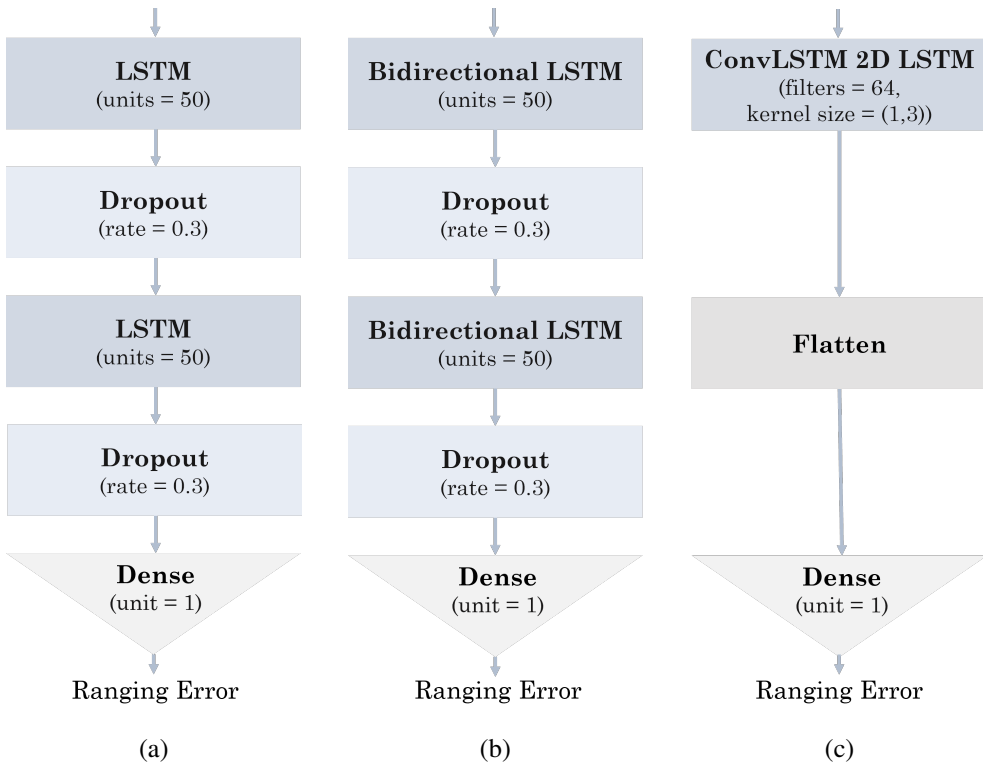 LSTM
(units = 50)
Dropout
(rate = 0.3)
LSTM
(units = 50)
Dropout
(rate = 0.3)
Dense
(unit = 1)
Ranging Error
(a)
Bidirectional LSTM
(units = 50)
Dropout
(rate = 0.3)
Bidirectional LSTM
(units = 50)
Dropout
(rate = 0.3)
Dense
(unit = 1)
Ranging Error
(b)
ConvLSTM 2D LSTM
(filters = 64,
kernel size = (1,3))
Flatten
Dense
(unit = 1)
Ranging Error
(c)